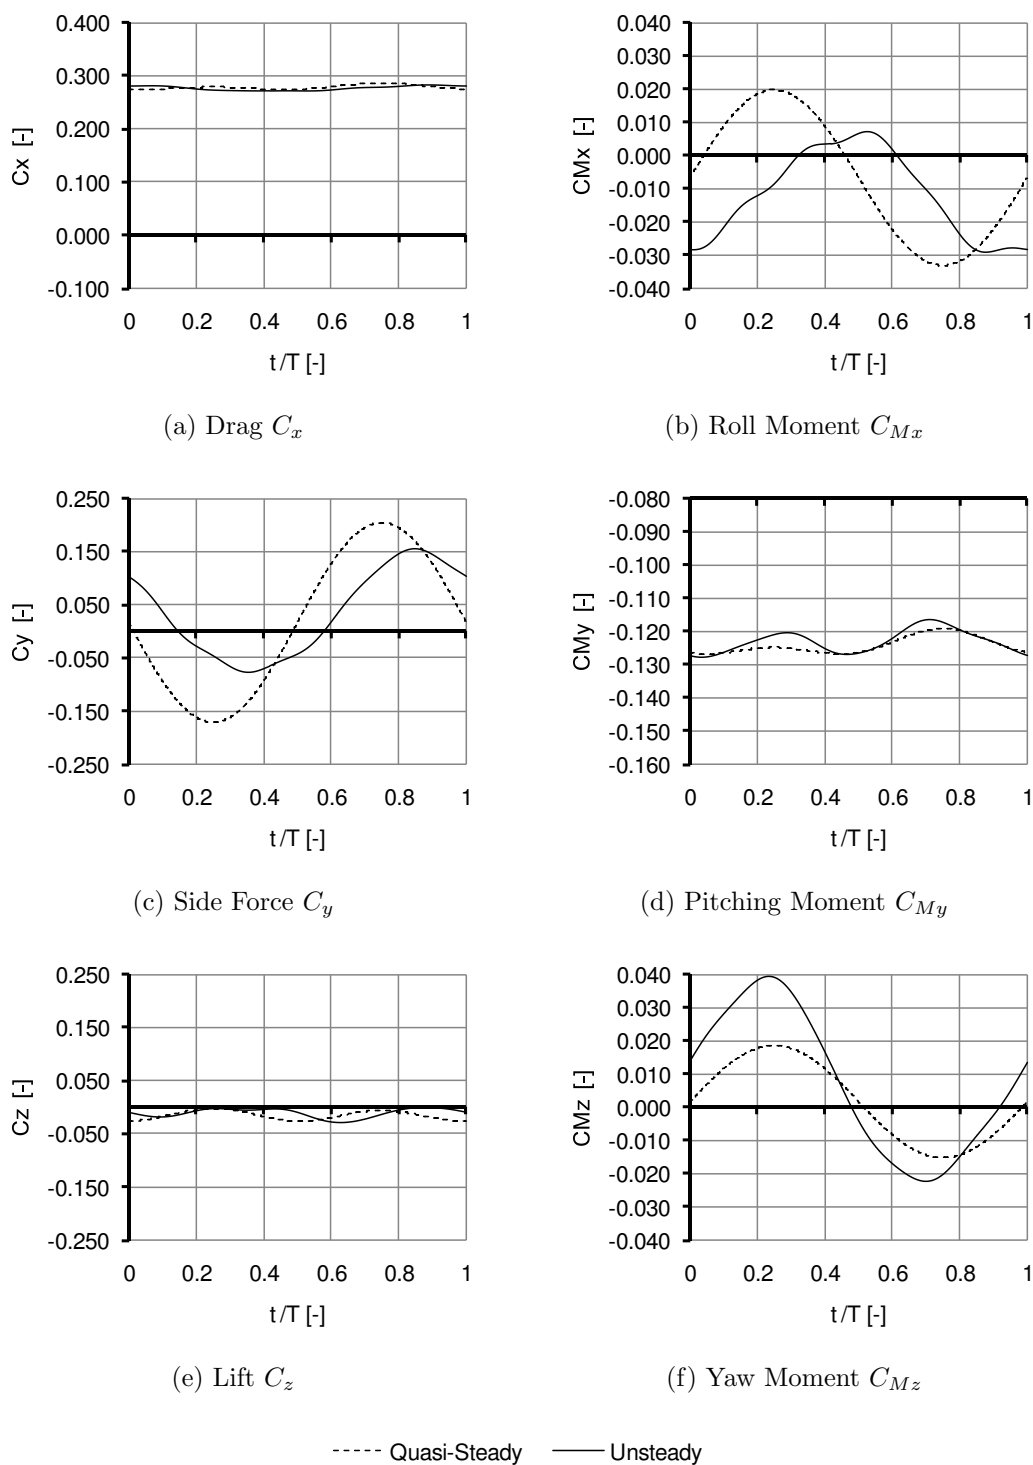 0.400
0.300
0.200
0.100
0.000
-0.100
Cx [-]
0 0.2 0.4 0.6 0.8 1
t/T [-]
(a) Drag Cx
0.040
0.030
0.020
0.010
0.000
-0.010
-0.020
-0.030
-0.040
CMx [-]
0 0.2 0.4 0.6 0.8 1
t/T [-]
(b) Roll Moment CMx
0.250
0.150
0.050
-0.050
-0.150
-0.250
Cy [-]
0 0.2 0.4 0.6 0.8 1
t/T [-]
(c) Side Force Cy
-0.080
-0.090
-0.100
-0.110
-0.120
-0.130
-0.140
-0.150
-0.160
CMy [-]
0 0.2 0.4 0.6 0.8 1
t/T [-]
(d) Pitching Moment CMy
0.250
0.150
0.050
-0.050
-0.150
-0.250
Cz [-]
0 0.2 0.4 0.6 0.8 1
t/T [-]
(e) Lift Cz
0.040
0.030
0.020
0.010
0.000
-0.010
-0.020
-0.030
-0.040
CMz [-]
0 0.2 0.4 0.6 0.8 1
t/T [-]
(f) Yaw Moment CMz
Quasi-Steady Unsteady